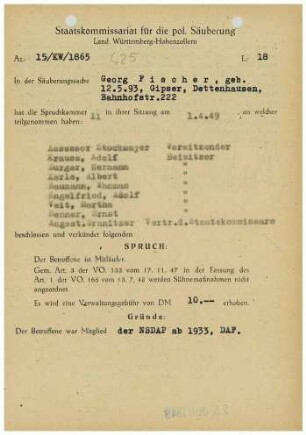 Staatskommissariat für die pol. Säuberung
Land Württemberg-Hohenzollern
Az: 15/KW/1865 L: 18
In der Säuberungssache Georg Fischer, geb.
12.5.93, Gipser, Dettenhausen,
Bahnhofstr.222
hat die Spruchkammer 11 in ihrer Sitzung am 1.4.49 an welcher
teilgenommen haben:
Assessor Stockmayer Vorsitzender
Krauss, Adolf Beisitzer
Burger, Hermann "
Karle, Albert "
Baumann, Thomas "
Engelfried, Adolf "
Veit, Martin "
Renner, Ernst "
Angest. Vertr.d.Staatskommissars
beschlossen und verkündet folgenden
SPRUCH:
Der Betroffene ist Mitläufer.
Gem. Art. 3 der VO. 133 vom 17. 11. 47 in der Fassung des
Art. 1 der VO. 165 vom 13. 7. 48 werden Sühnemaßnahmen nicht
angeordnet
Es wird eine Verwaltungsgebühr von DM 10.-- erhoben.
Gründe:
Der Betroffene war Mitglied der NSDAP ab 1933, DAF.